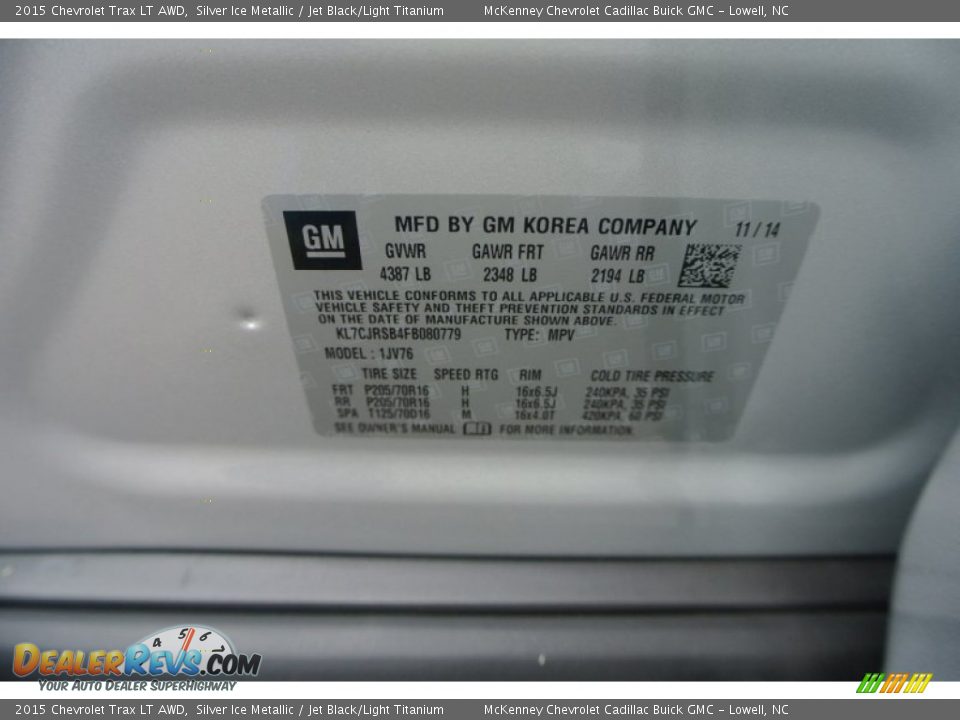 2015 Chevrolet Trax LT AWD, Silver Ice Metallic / Jet Black/Light Titanium McKenney Chevrolet Cadillac Buick GMC - Lowell, NC
GM
MFD BY GM KOREA COMPANY 11 / 14
GVWR GAWR FRT GAWR RR
4387 LB 2348 LB 2194 LB
THIS VEHICLE CONFORMS TO ALL APPLICABLE U.S. FEDERAL MOTOR
VEHICLE SAFETY AND THEFT PREVENTION STANDARDS IN EFFECT
ON THE DATE OF MANUFACTURE SHOWN ABOVE.
KL7CJRSB4FB080779 TYPE: MPV
MODEL : 1JV76
TIRE SIZE SPEED RTG RIM COLD TIRE PRESSURE
FRT P205/70R16 H 16x6.5J 240KPA, 35 PSI
RR P205/70R16 H 16x6.5J 240KPA, 35 PSI
SPA T125/70D16 M 16x4.0T 420KPA, 60 PSI
SEE OWNER'S MANUAL FOR MORE INFORMATION
4 5 6 7
DEALERREVS.COM
YOUR AUTO DEALER SUPERHIGHWAY
2015 Chevrolet Trax LT AWD, Silver Ice Metallic / Jet Black/Light Titanium McKenney Chevrolet Cadillac Buick GMC - Lowell, NC